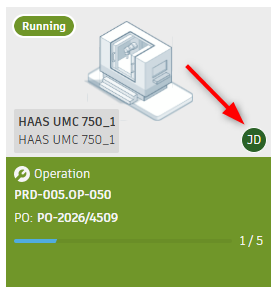 Running
HAAS UMC 750_1
HAAS UMC 750_1
JD
Operation
PRD-005.OP-050
PO: PO-2026/4509
1 / 5